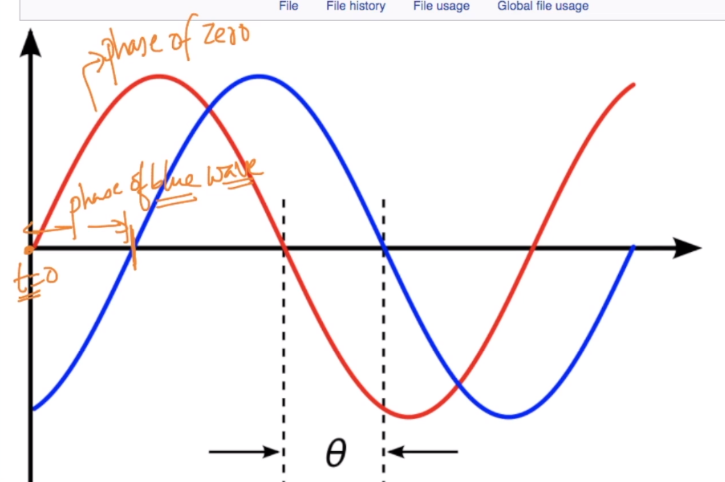 File File history File usage Global file usage
phase of zero
phase of blue wave
t=0
θ